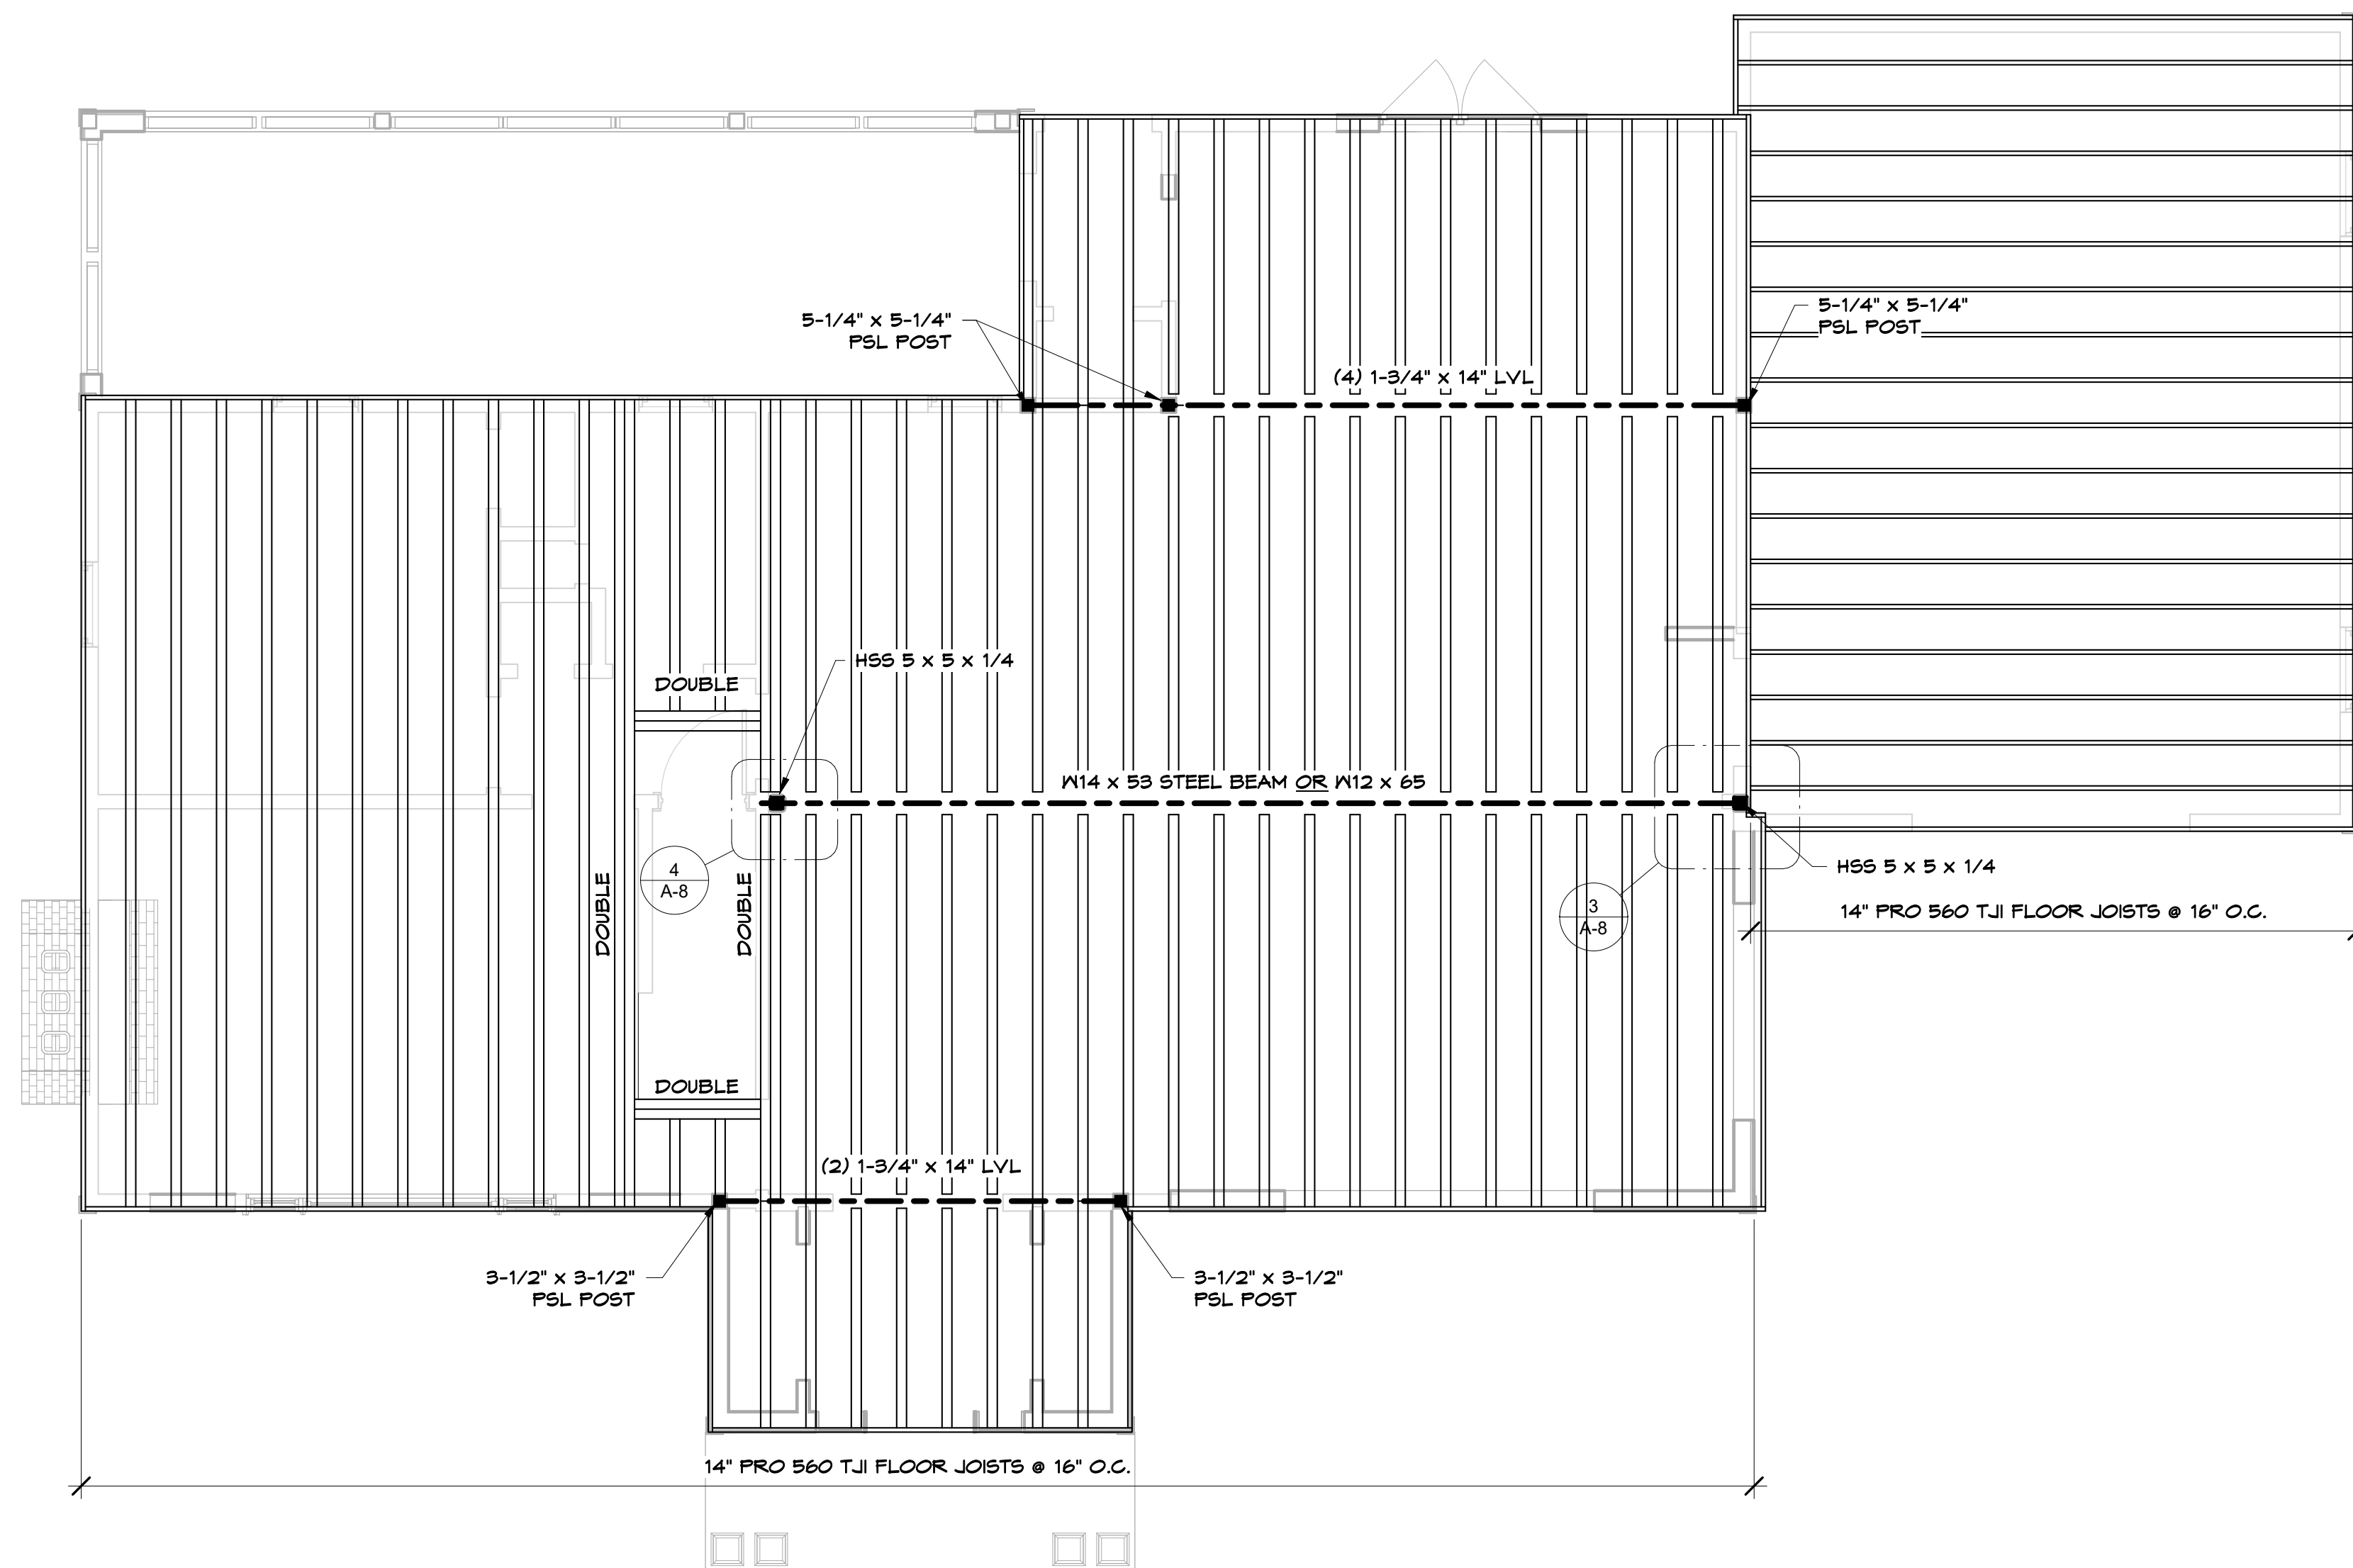 5-1/4" x 5-1/4"
PSL POST
5-1/4" x 5-1/4"
PSL POST
(4) 1-3/4" x 14" LVL
HSS 5 x 5 x 1/4
DOUBLE
W14 x 53 STEEL BEAM OR W12 x 65
4
A-8
DOUBLE
DOUBLE
3
A-8
HSS 5 x 5 x 1/4
14" PRO 560 TJI FLOOR JOISTS @ 16" O.C.
DOUBLE
(2) 1-3/4" x 14" LVL
3-1/2" x 3-1/2"
PSL POST
3-1/2" x 3-1/2"
PSL POST
14" PRO 560 TJI FLOOR JOISTS @ 16" O.C.